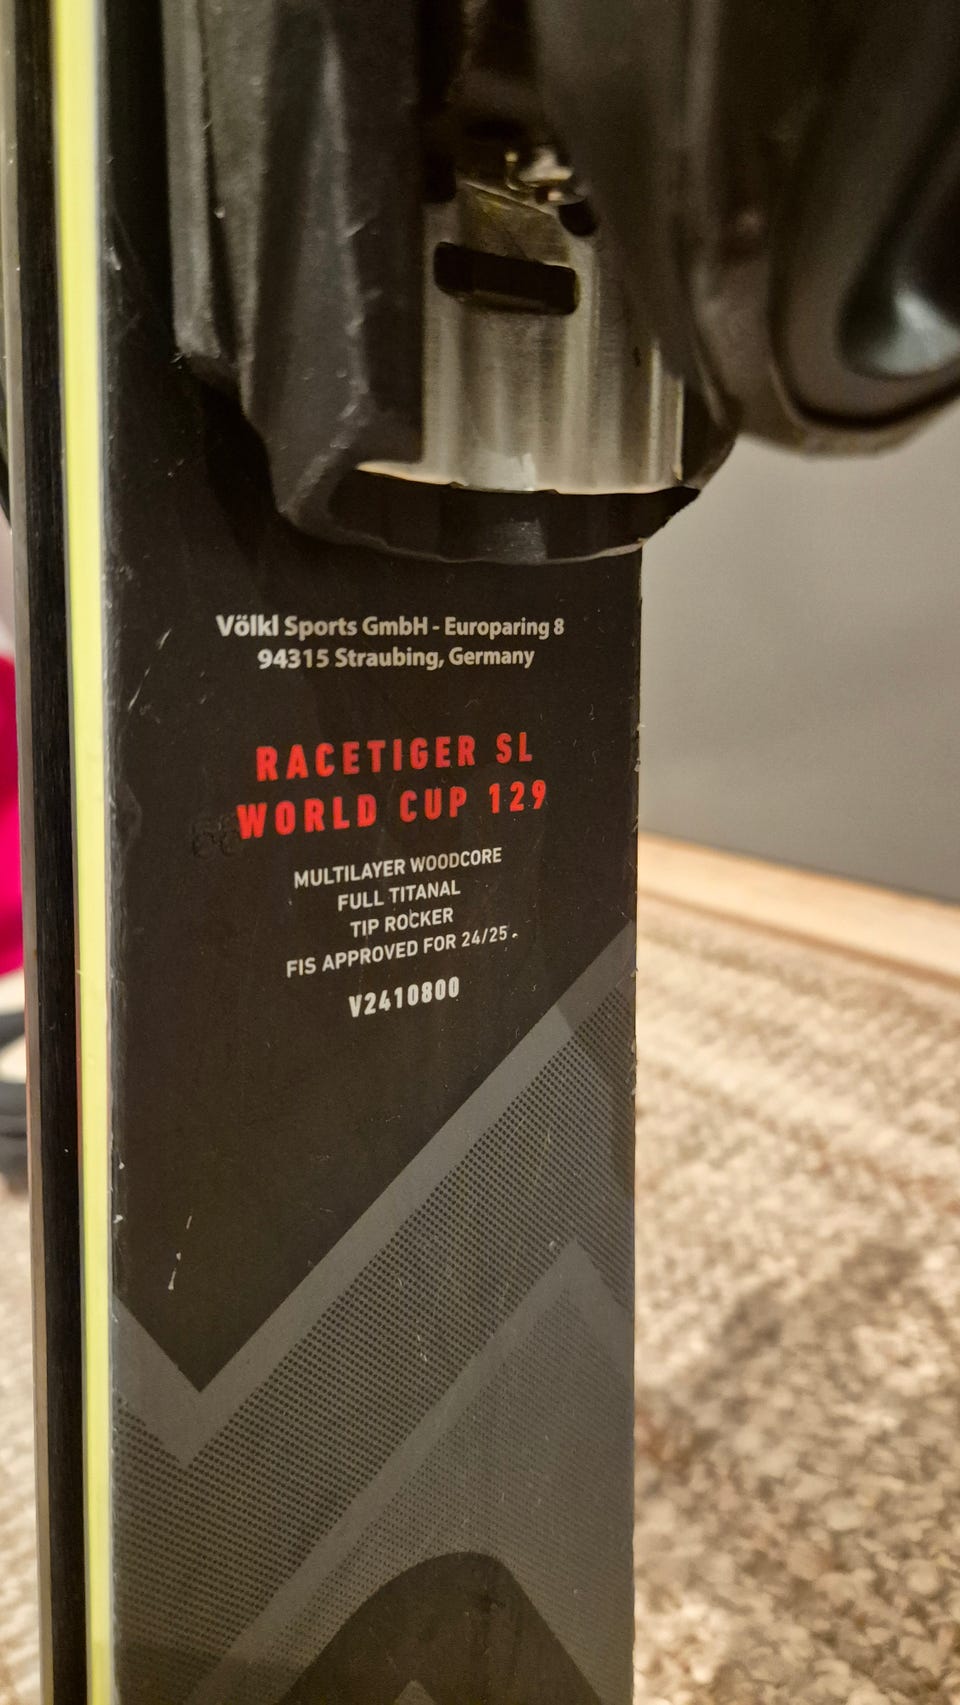 Völkl Sports GmbH - Europaring 8
94315 Straubing, Germany
RACETIGER SL
WORLD CUP 129
MULTILAYER WOODCORE
FULL TITANAL
TIP ROCKER
FIS APPROVED FOR 24/25.
V2410800